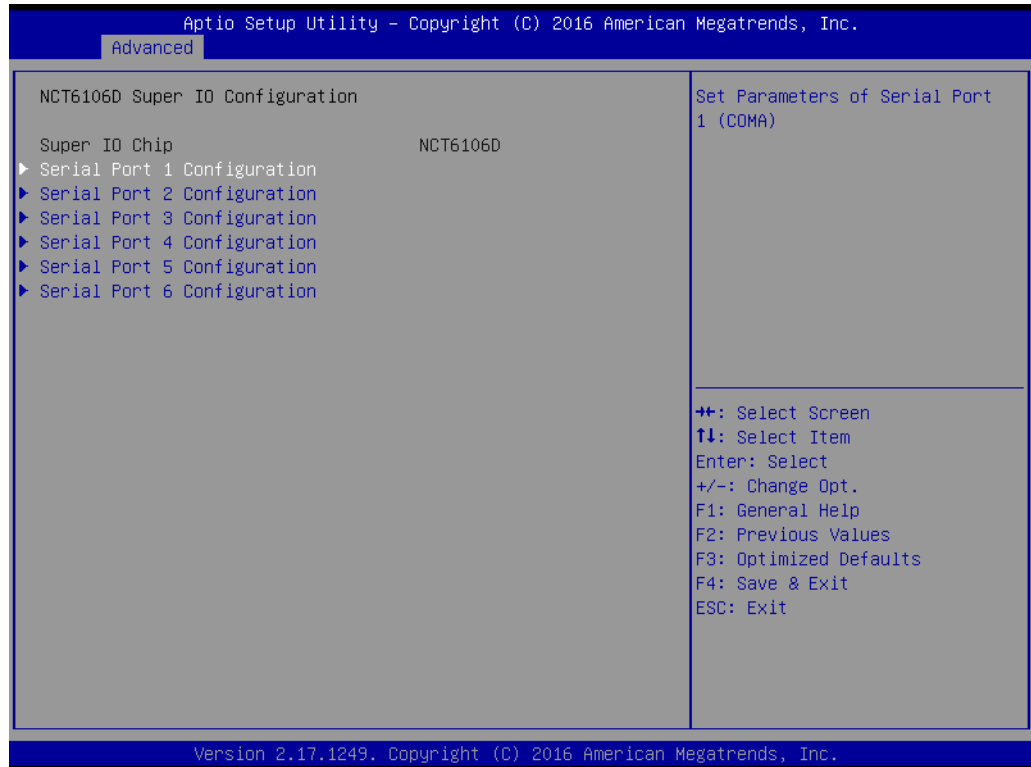 Aptio Setup Utility – Copyright (C) 2016 American Megatrends, Inc.
Advanced
NCT6106D Super IO Configuration
Super IO Chip NCT6106D
▶ Serial Port 1 Configuration
▶ Serial Port 2 Configuration
▶ Serial Port 3 Configuration
▶ Serial Port 4 Configuration
▶ Serial Port 5 Configuration
▶ Serial Port 6 Configuration
Set Parameters of Serial Port
1 (COMA)
→←: Select Screen
↑↓: Select Item
Enter: Select
+/-: Change Opt.
F1: General Help
F2: Previous Values
F3: Optimized Defaults
F4: Save & Exit
ESC: Exit
Version 2.17.1249. Copyright (C) 2016 American Megatrends, Inc.